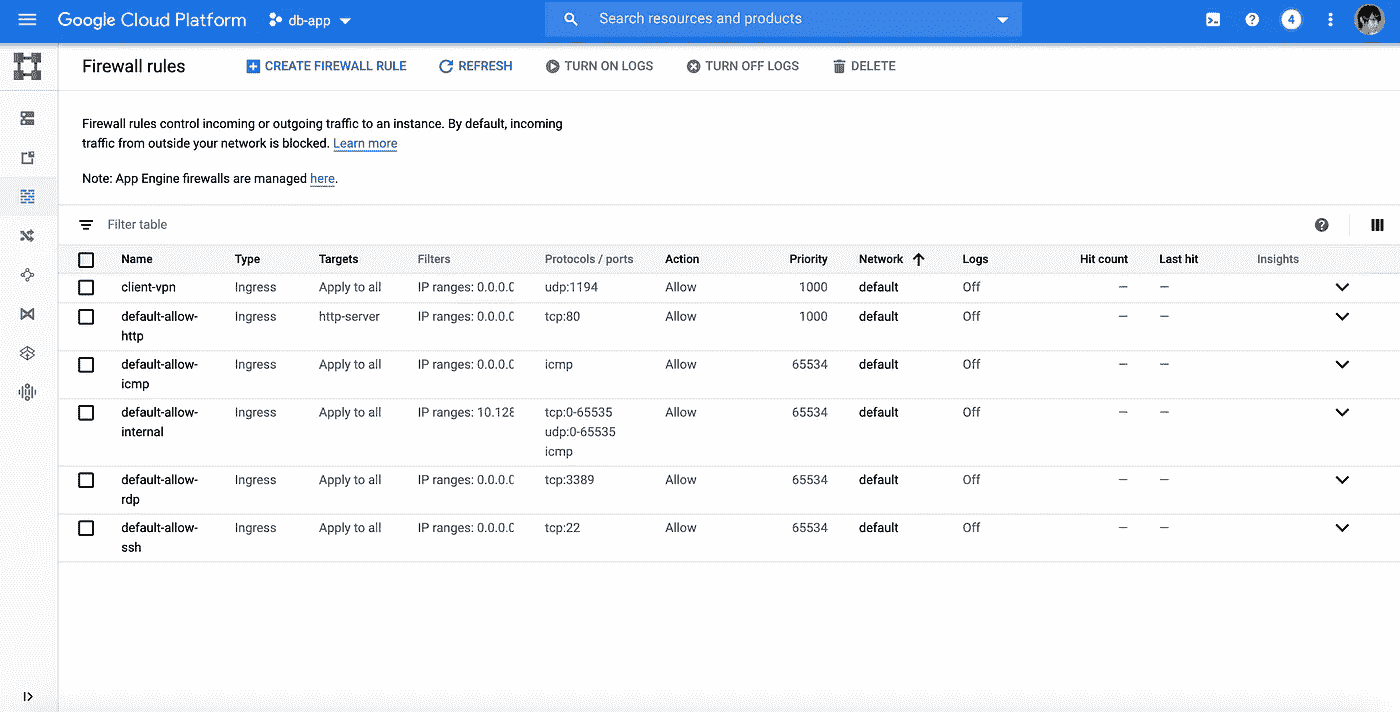 Google Cloud Platform db-app Search resources and products 4
Firewall rules CREATE FIREWALL RULE REFRESH TURN ON LOGS TURN OFF LOGS DELETE
Firewall rules control incoming or outgoing traffic to an instance. By default, incoming
traffic from outside your network is blocked. Learn more
Note: App Engine firewalls are managed here.
Filter table
Name Type Targets Filters Protocols / ports Action Priority Network Logs Hit count Last hit Insights
client-vpn Ingress Apply to all IP ranges: 0.0.0.0 udp:1194 Allow 1000 default Off — —
default-allow- Ingress http-server IP ranges: 0.0.0.0 tcp:80 Allow 1000 default Off — —
http
default-allow- Ingress Apply to all IP ranges: 0.0.0.0 icmp Allow 65534 default Off — —
icmp
default-allow- Ingress Apply to all IP ranges: 10.128 tcp:0-65535 Allow 65534 default Off — —
internal udp:0-65535
icmp
default-allow- Ingress Apply to all IP ranges: 0.0.0.0 tcp:3389 Allow 65534 default Off — —
rdp
default-allow- Ingress Apply to all IP ranges: 0.0.0.0 tcp:22 Allow 65534 default Off — —
ssh